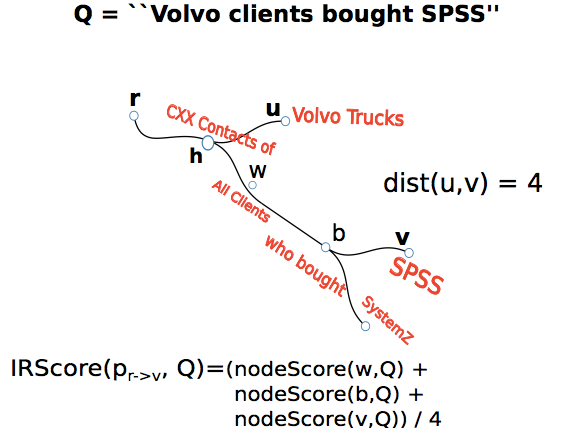 Q = ``Volvo clients bought SPSS''
r
CXX Contacts of
u Volvo Trucks
h
w
All Clients
dist(u,v) = 4
b
v
who bought
SPSS
SystemZ
IRScore(pr->v, Q)=(nodeScore(w,Q) +
nodeScore(b,Q) +
nodeScore(v,Q)) / 4